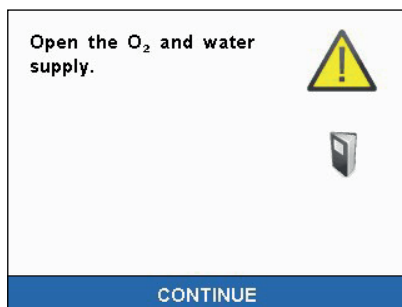 Open the O₂ and water
supply.
CONTINUE